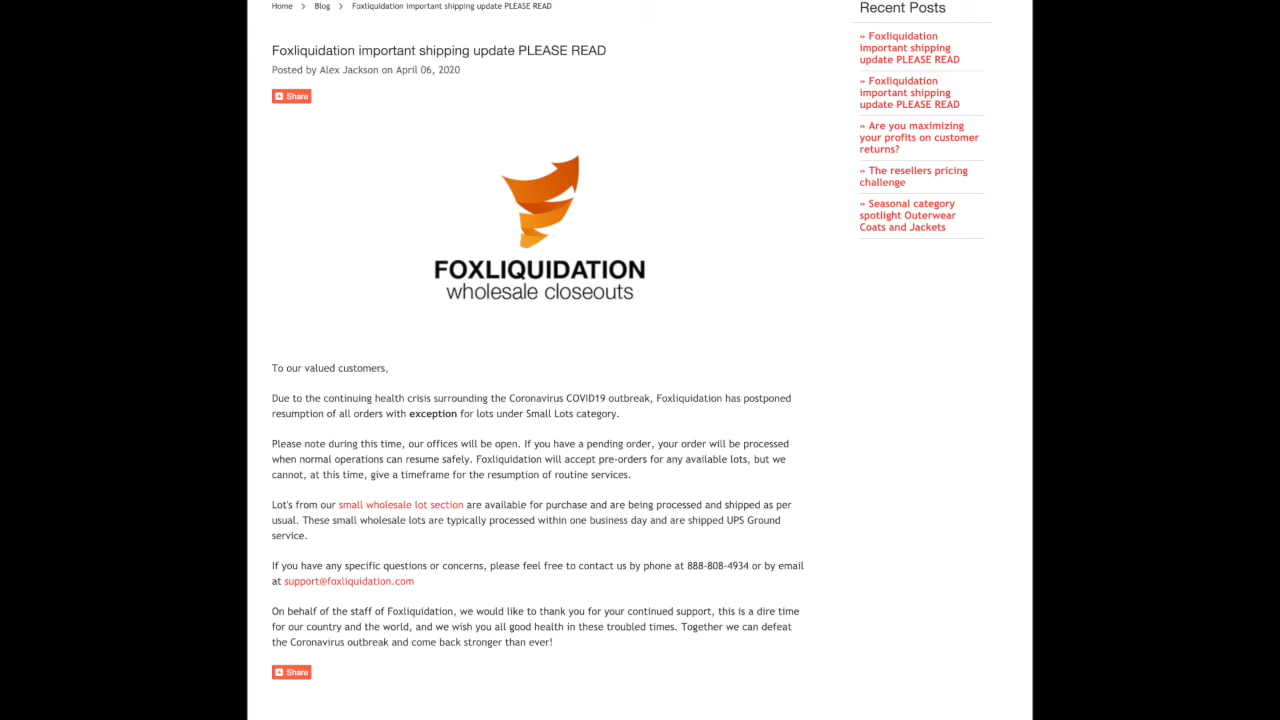 Home > Blog > Foxliquidation important shipping update PLEASE READ
Foxliquidation important shipping update PLEASE READ
Posted by Alex Jackson on April 06, 2020
Share
FOXLIQUIDATION
wholesale closeouts
To our valued customers,
Due to the continuing health crisis surrounding the Coronavirus COVID19 outbreak, Foxliquidation has postponed
resumption of all orders with exception for lots under Small Lots category.
Please note during this time, our offices will be open. If you have a pending order, your order will be processed
when normal operations can resume safely. Foxliquidation will accept pre-orders for any available lots, but we
cannot, at this time, give a timeframe for the resumption of routine services.
Lot's from our small wholesale lot section are available for purchase and are being processed and shipped as per
usual. These small wholesale lots are typically processed within one business day and are shipped UPS Ground
service.
If you have any specific questions or concerns, please feel free to contact us by phone at 888-808-4934 or by email
at support@foxliquidation.com
On behalf of the staff of Foxliquidation, we would like to thank you for your continued support, this is a dire time
for our country and the world, and we wish you all good health in these troubled times. Together we can defeat
the Coronavirus outbreak and come back stronger than ever!
Share
Recent Posts
» Foxliquidation
important shipping
update PLEASE READ
» Foxliquidation
important shipping
update PLEASE READ
» Are you maximizing
your profits on customer
returns?
» The resellers pricing
challenge
» Seasonal category
spotlight Outerwear
Coats and Jackets